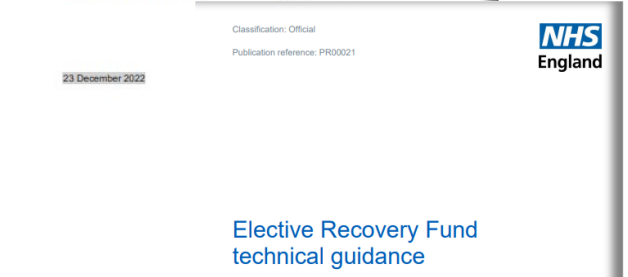 Classification: Official
Publication reference: PR00021
NHS
England
23 December 2022
Elective Recovery Fund
technical guidance